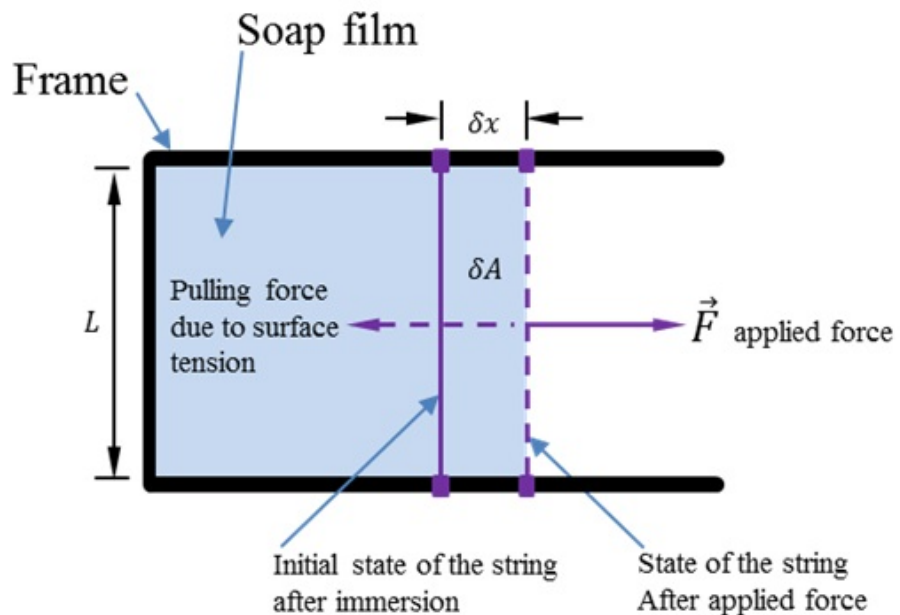 Soap film
Frame
δx
δA
Pulling force
due to surface
tension
L
F⃗ applied force
Initial state of the string
after immersion
State of the string
After applied force